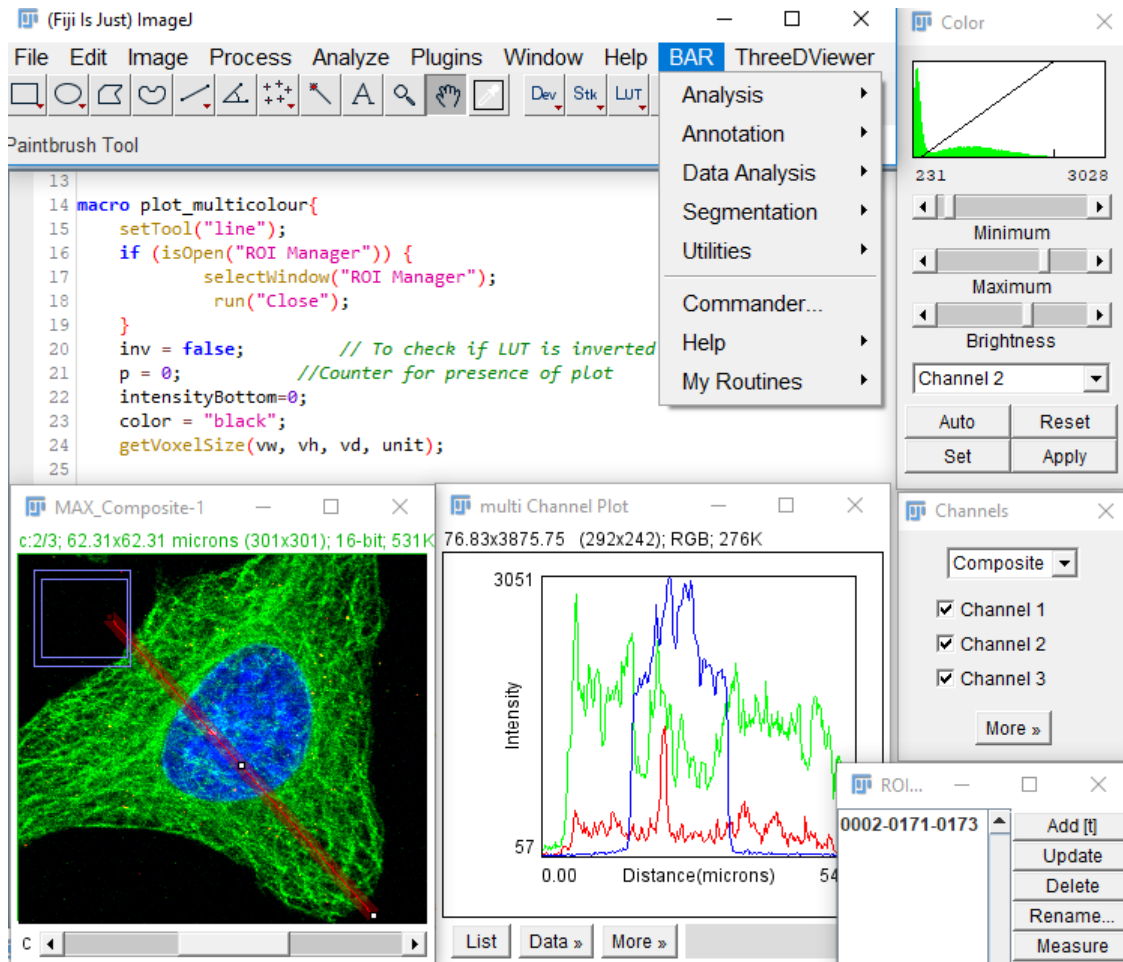 (Fiji Is Just) ImageJ
File Edit Image Process Analyze Plugins Window Help BAR ThreeDViewer
A Dev Stk LUT
Paintbrush Tool
Analysis
Annotation
Data Analysis
Segmentation
Utilities
Commander...
Help
My Routines
13
14 macro plot_multicolour{
15 setTool("line");
16 if (isOpen("ROI Manager")) {
17 selectWindow("ROI Manager");
18 run("Close");
19 }
20 inv = false; // To check if LUT is inverted
21 p = 0; //Counter for presence of plot
22 intensityBottom=0;
23 color = "black";
24 getVoxelSize(vw, vh, vd, unit);
25
Color
231 3028
Minimum
Maximum
Brightness
Channel 2
Auto Reset
Set Apply
MAX_Composite-1
c:2/3; 62.31x62.31 microns (301x301); 16-bit; 531K
C
multi Channel Plot
76.83x3875.75 (292x242); RGB; 276K
3051
Intensity
57
0.00 Distance(microns) 54
List Data » More »
Channels
Composite
Channel 1
Channel 2
Channel 3
More »
ROI...
0002-0171-0173
Add [t]
Update
Delete
Rename...
Measure